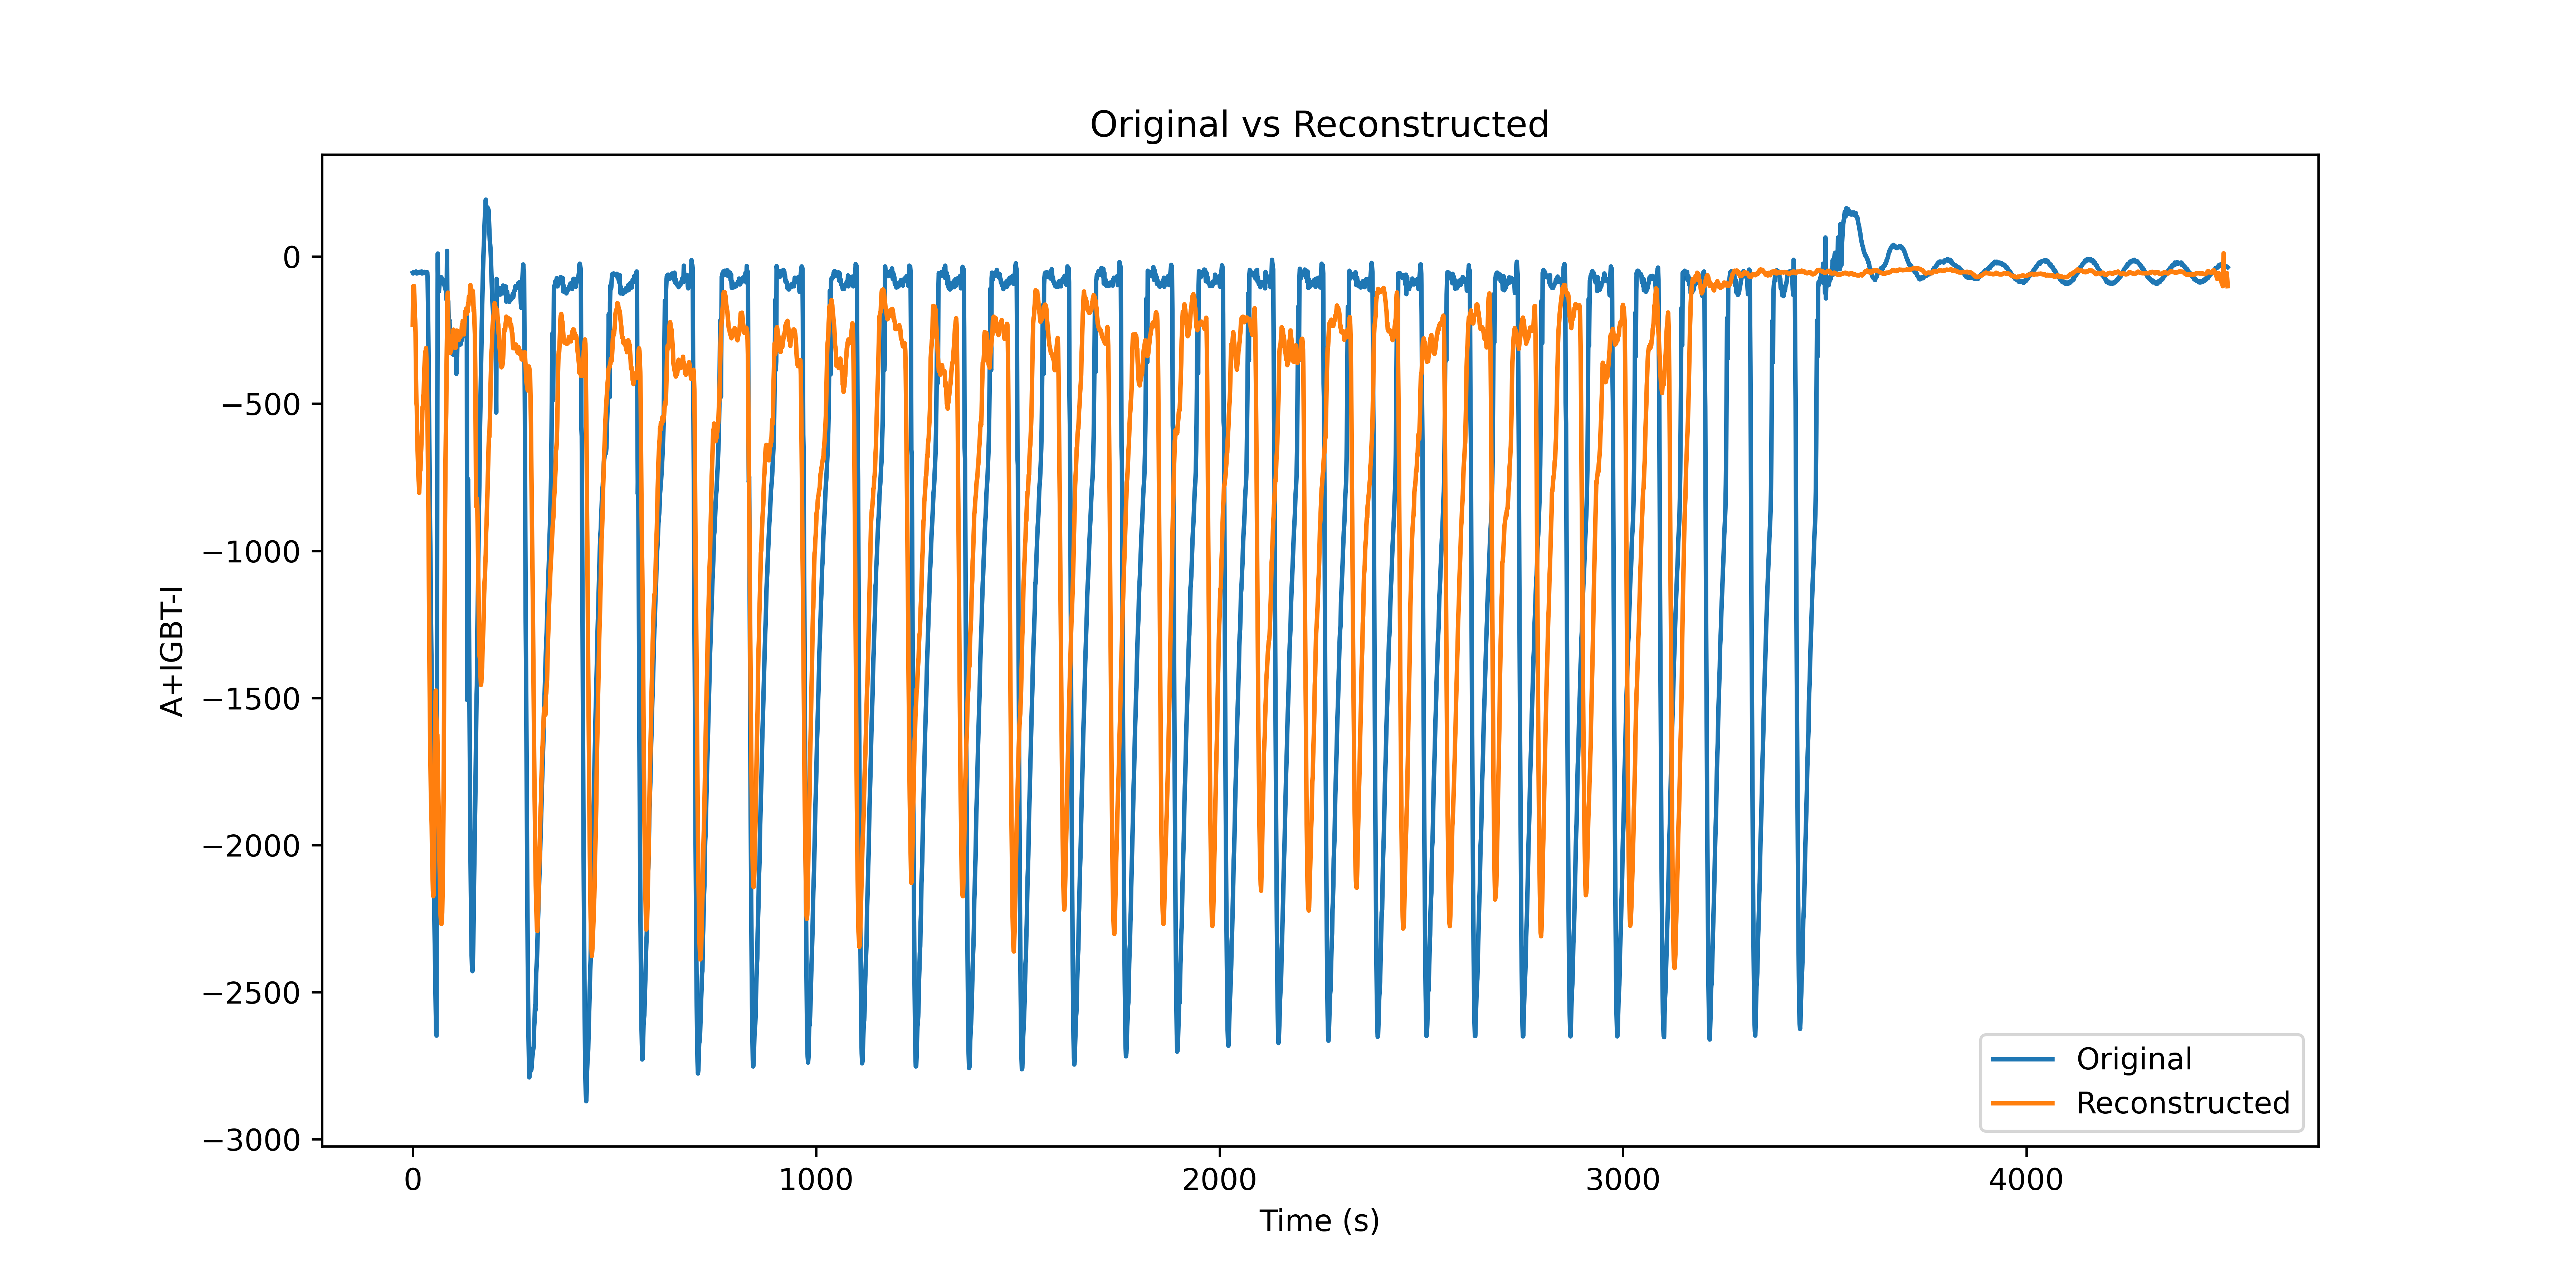 Original vs Reconstructed
0
−500
−1000
−1500
−2000
−2500
−3000
A+IGBT-I
0
1000
2000
3000
4000
Time (s)
Original
Reconstructed